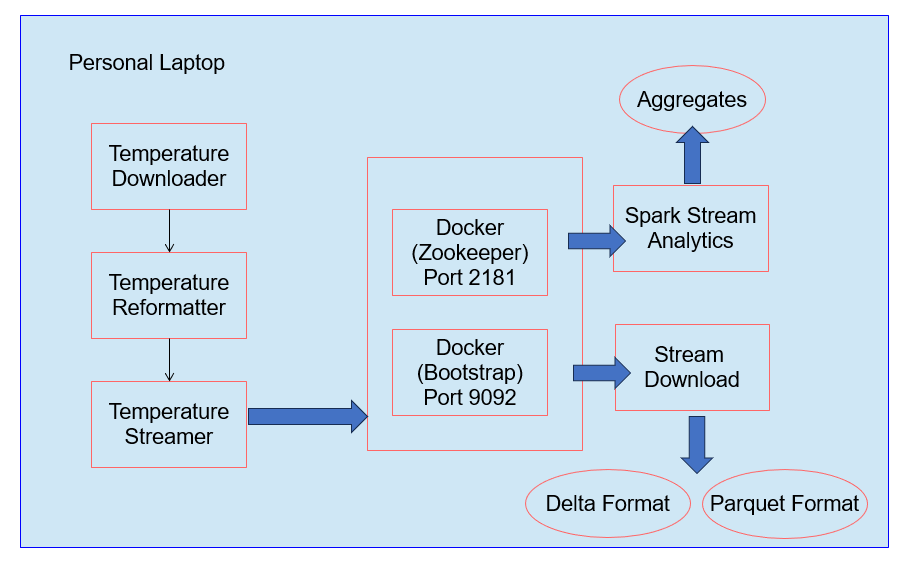 Personal Laptop
Temperature
Downloader
Temperature
Reformatter
Temperature
Streamer
Docker
(Zookeeper)
Port 2181
Docker
(Bootstrap)
Port 9092
Aggregates
Spark Stream
Analytics
Stream
Download
Delta Format
Parquet Format